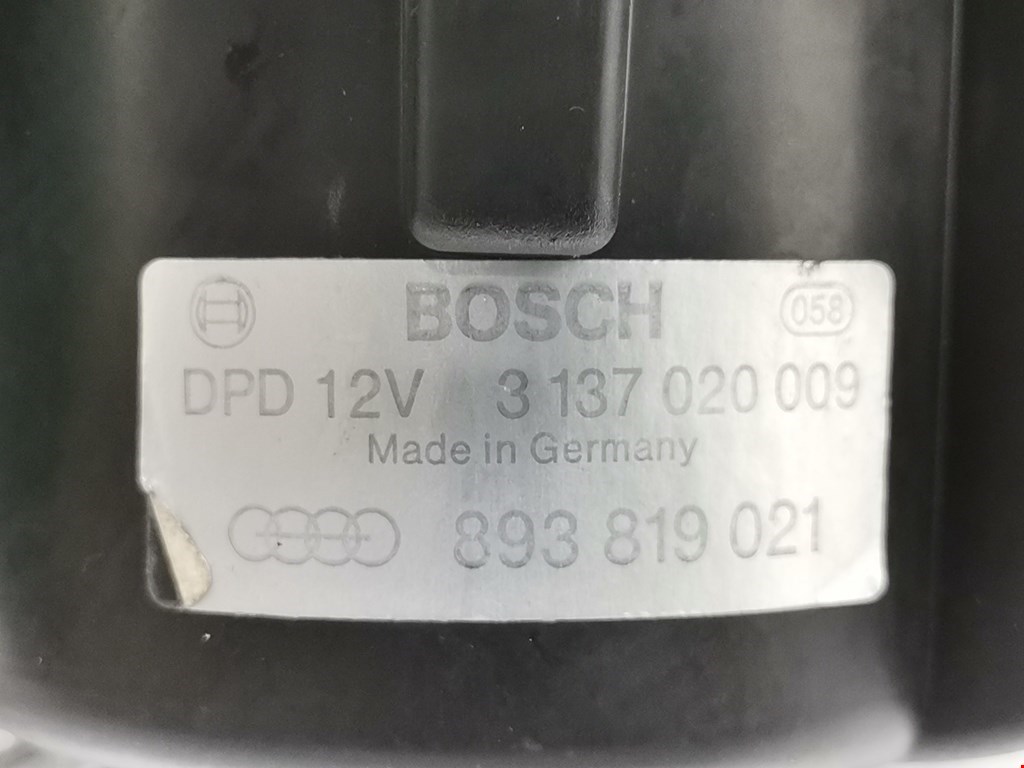 BOSCH 058
DPD 12V 3 137 020 009
Made in Germany
893 819 021